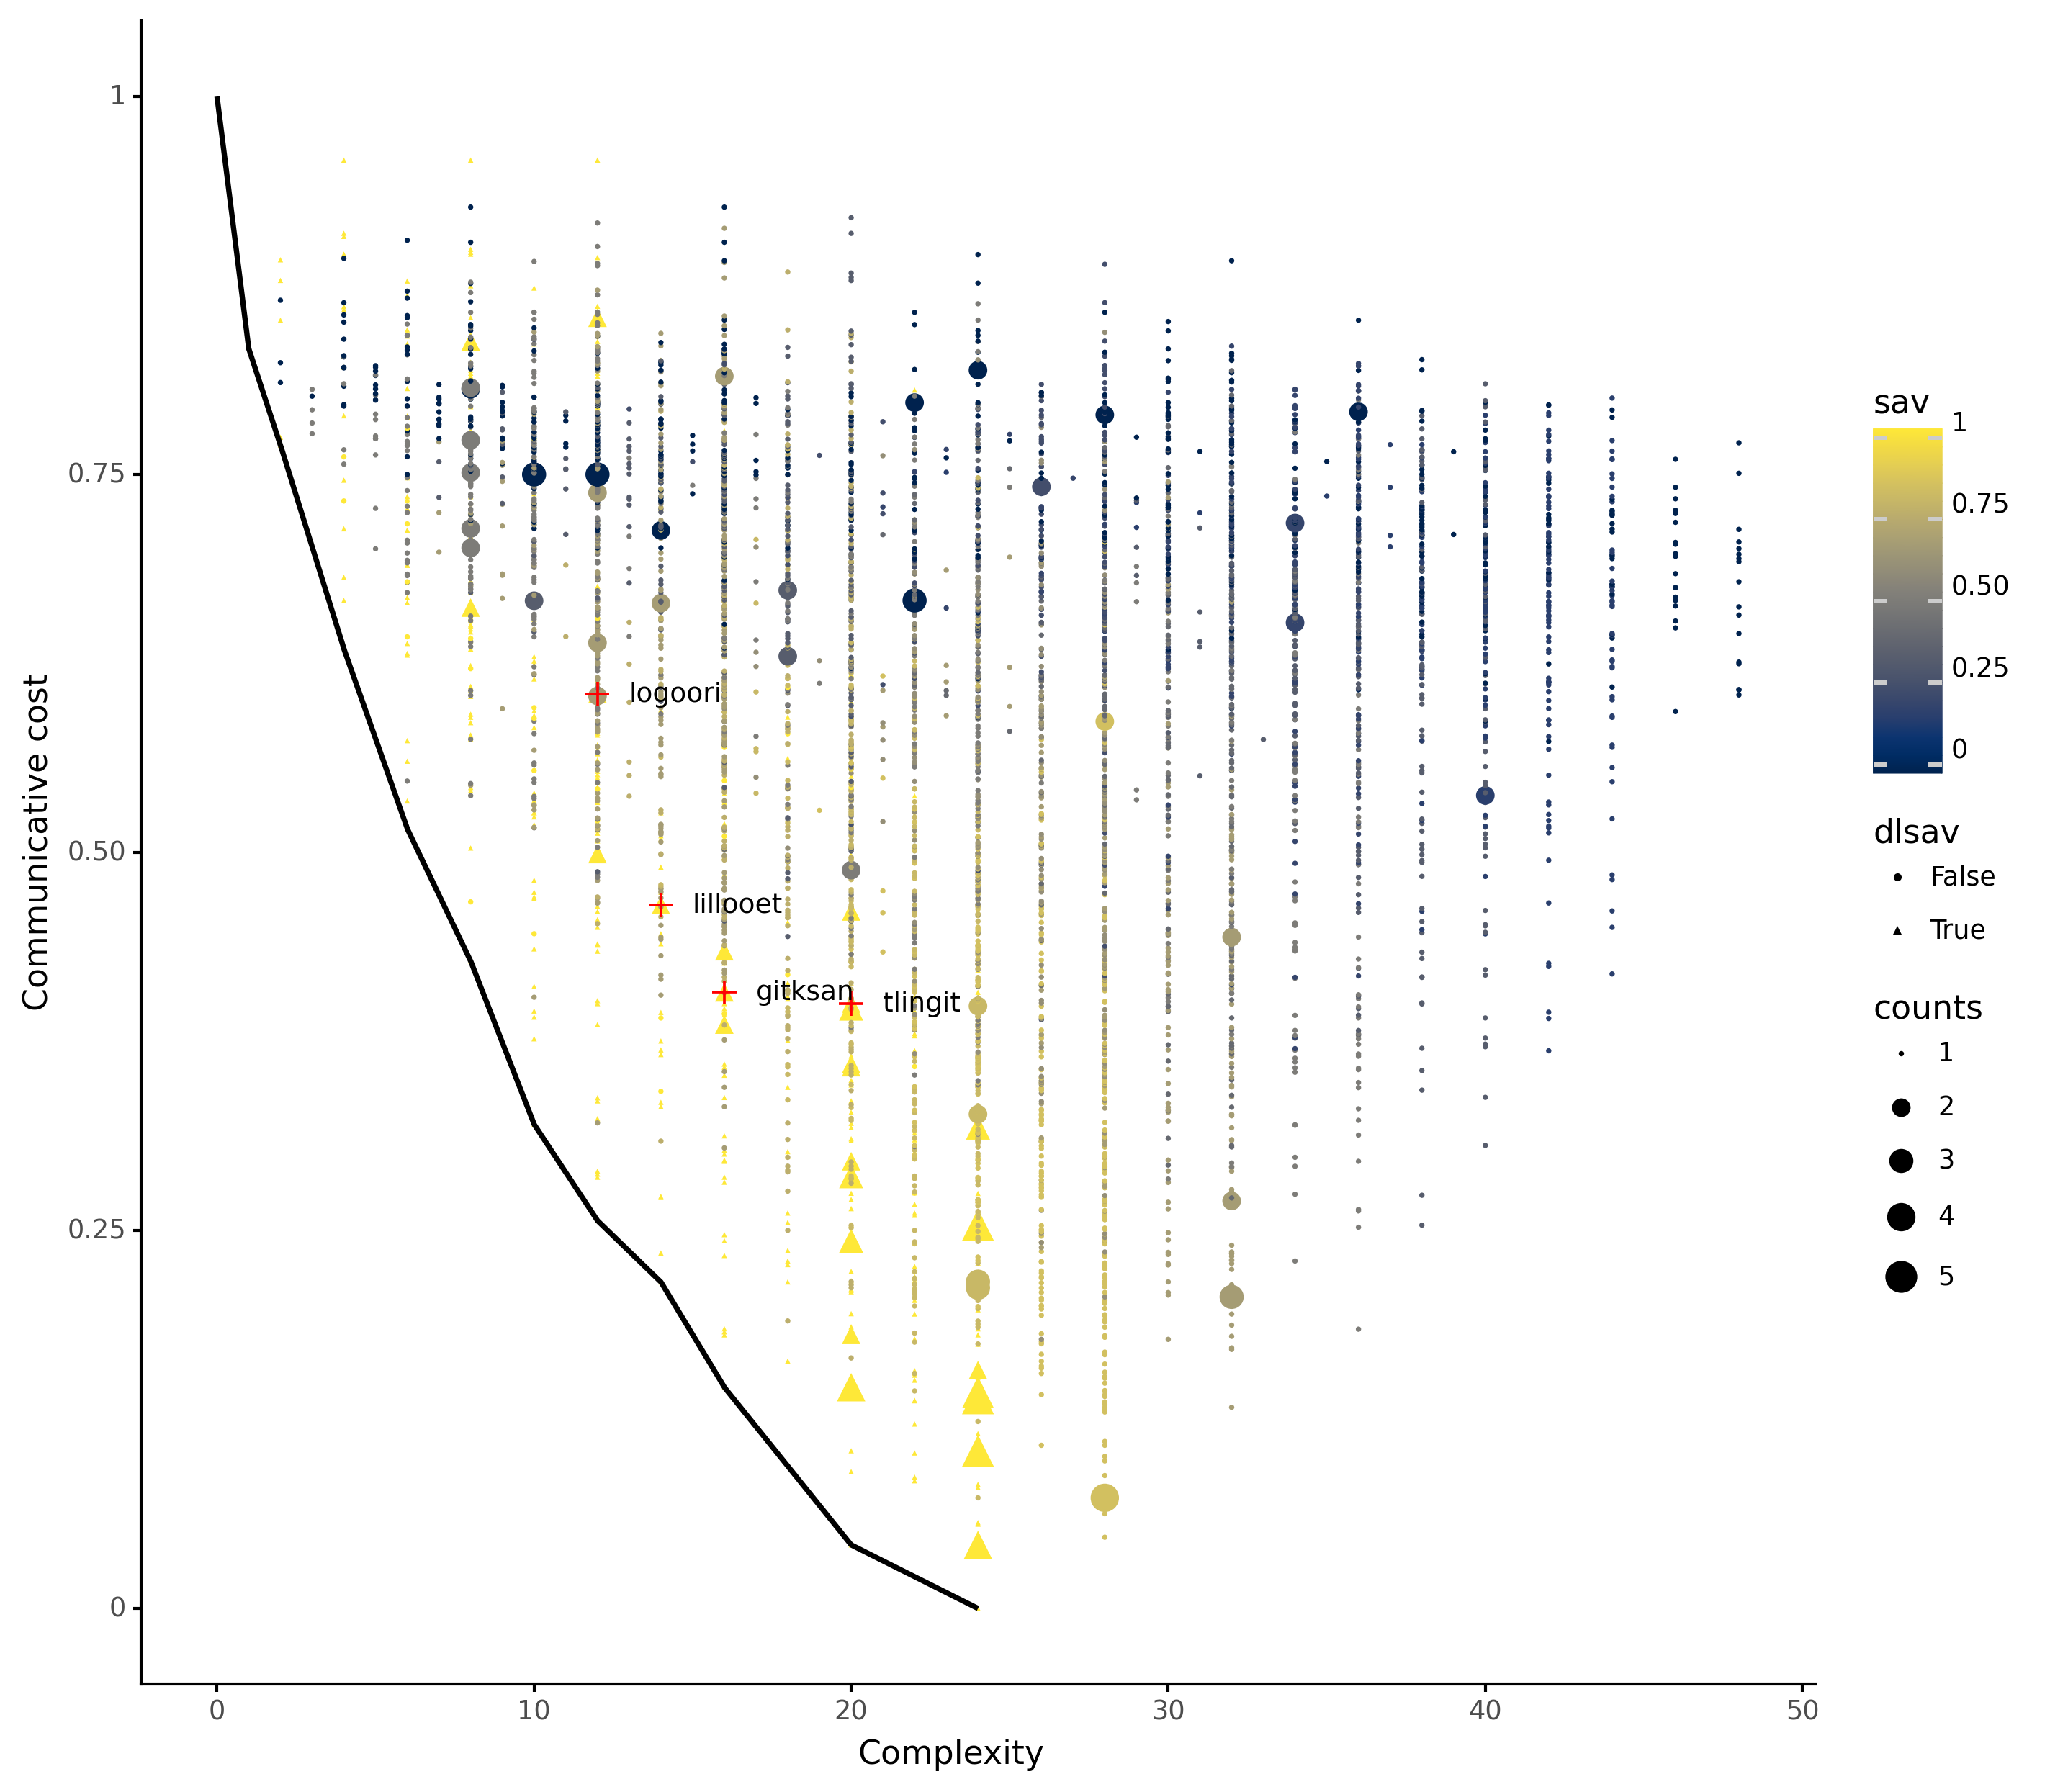 Communicative cost
1
0.75
0.50
0.25
0
logoori
lillooet
gitksan
tlingit
0
10
20
30
40
50
Complexity
sav
1
0.75
0.50
0.25
0
dlsav
False
True
counts
1
2
3
4
5